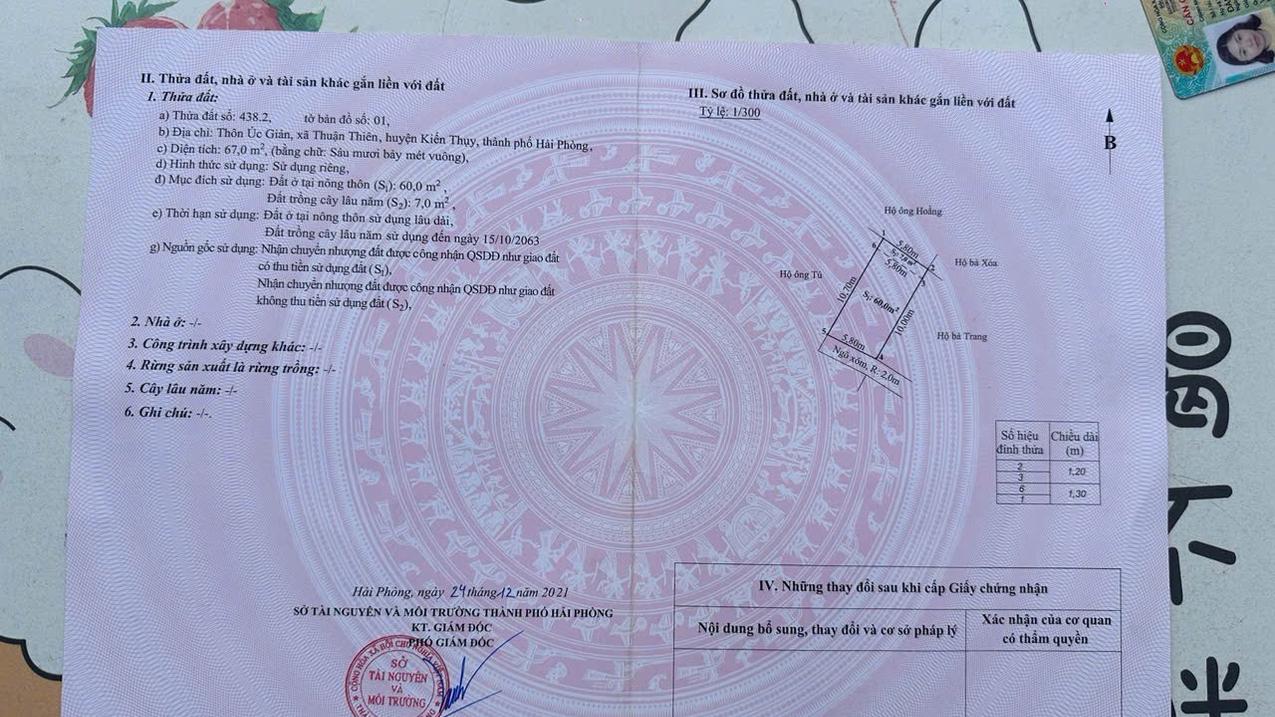 II. Thửa đất, nhà ở và tài sản khác gắn liền với đất
1. Thửa đất:
a) Thửa đất số: 438.2, tờ bản đồ số: 01,
b) Địa chỉ: Thôn Úc Gián, xã Thuận Thiên, huyện Kiến Thụy, thành phố Hải Phòng,
c) Diện tích: 67,0 m², (bằng chữ: Sáu mươi bảy mét vuông),
d) Hình thức sử dụng: Sử dụng riêng,
đ) Mục đích sử dụng: Đất ở tại nông thôn (S₁): 60,0 m²,
Đất trồng cây lâu năm (S₂): 7,0 m²,
e) Thời hạn sử dụng: Đất ở tại nông thôn sử dụng lâu dài,
Đất trồng cây lâu năm sử dụng đến ngày 15/10/2063
g) Nguồn gốc sử dụng: Nhận chuyển nhượng đất được công nhận QSDĐ như giao đất
có thu tiền sử dụng đất (S₁),
Nhận chuyển nhượng đất được công nhận QSDĐ như giao đất
không thu tiền sử dụng đất (S₂),
2. Nhà ở: -/-
3. Công trình xây dựng khác: -/-
4. Rừng sản xuất là rừng trồng: -/-
5. Cây lâu năm: -/-
6. Ghi chú: -/-.
Hải Phòng, ngày 24 tháng 12 năm 2021
SỞ TÀI NGUYÊN VÀ MÔI TRƯỜNG THÀNH PHỐ HẢI PHÒNG
KT. GIÁM ĐỐC
PHÓ GIÁM ĐỐC
SỞ
TÀI NGUYÊN
VÀ
MÔI TRƯỜNG
III. Sơ đồ thửa đất, nhà ở và tài sản khác gắn liền với đất
Tỷ lệ: 1/300
B
Hộ ông Hoằng
1
5,80m
6
5,80m
2
3
Hộ bà Xóa
Hộ ông Tú
10,70m
S₁: 60,0m²
10,00m
Hộ bà Trang
5
5,80m
4
Ngõ xóm, R: 2.0m
Số hiệu đỉnh thửa Chiều dài (m)
2
3 1,20
6
1 1,30
IV. Những thay đổi sau khi cấp Giấy chứng nhận
Nội dung bổ sung, thay đổi và cơ sở pháp lý
Xác nhận của cơ quan
có thẩm quyền